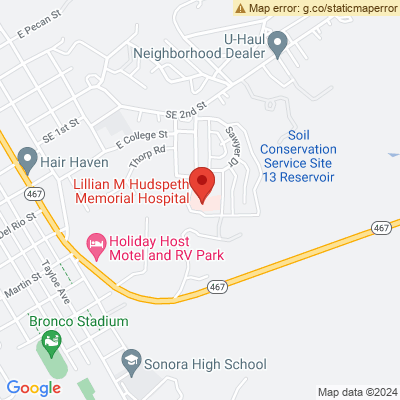 Map error: g.co/staticmaperror
E Pecan St
U-Haul
Neighborhood Dealer
SE 2nd St
SE 1st St
E College St
Sawyer Dr
Thorp Rd
Soil
Conservation
Service Site
13 Reservoir
Hair Haven
467
Lillian M Hudspeth
Memorial Hospital
Del Rio St
467
Holiday Host
Motel and RV Park
Martin St
Tayloe Ave
467
Bronco Stadium
Sonora High School
Google
Map data ©2024